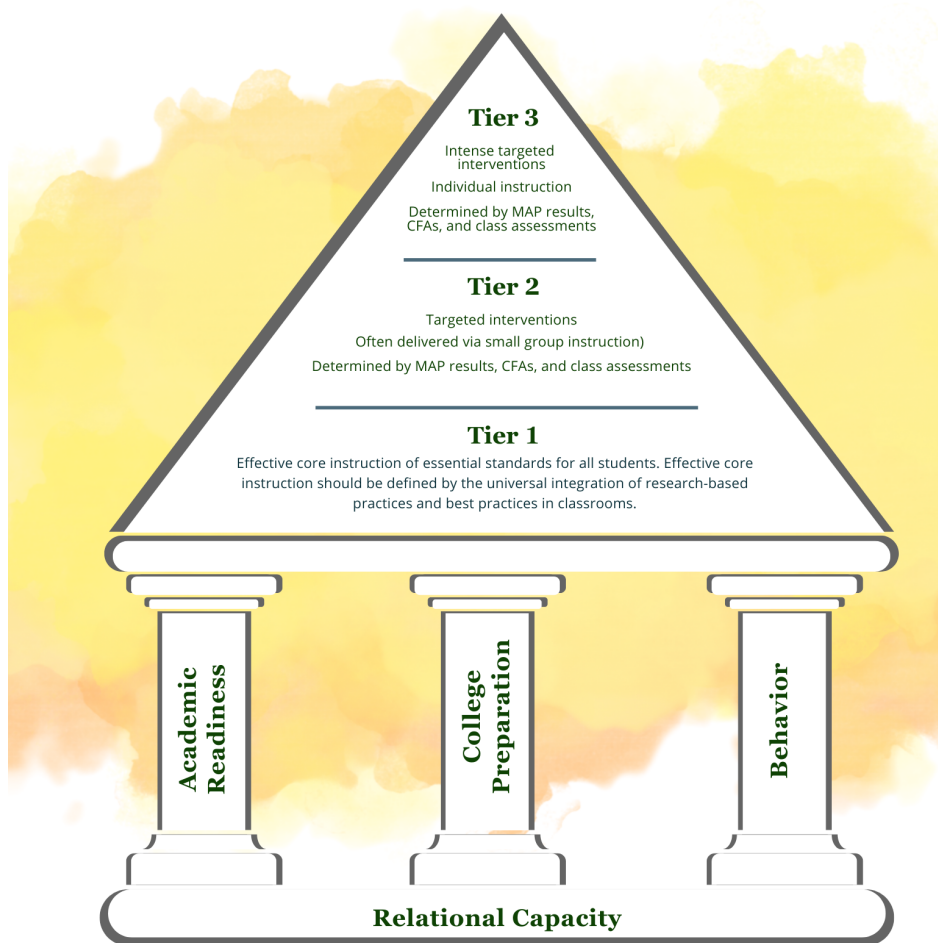 Tier 3
Intense targeted
interventions
Individual instruction
Determined by MAP results,
CFAs, and class assessments
Tier 2
Targeted interventions
Often delivered via small group instruction)
Determined by MAP results, CFAs, and class assessments
Tier 1
Effective core instruction of essential standards for all students. Effective core
instruction should be defined by the universal integration of research-based
practices and best practices in classrooms.
Academic
Readiness
College
Preparation
Behavior
Relational Capacity